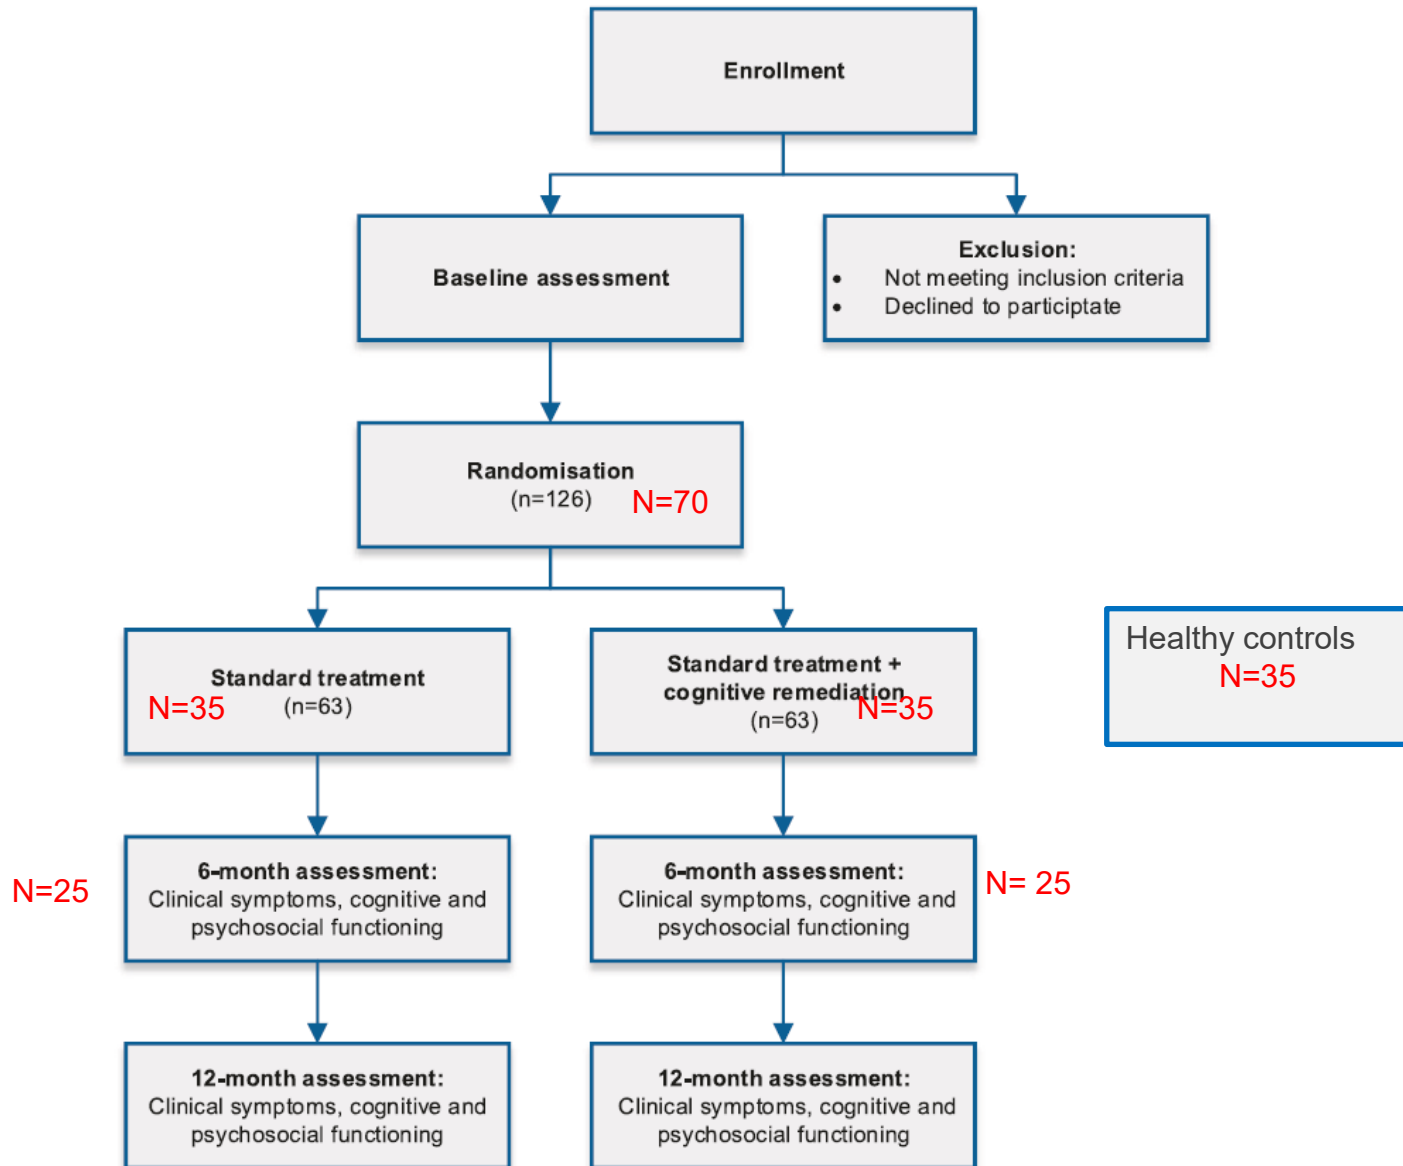 Enrollment
Baseline assessment
Exclusion:
• Not meeting inclusion criteria
• Declined to participtate
Randomisation
(n=126) N=70
Standard treatment
N=35 (n=63)
Standard treatment +
cognitive remediation
(n=63) N=35
Healthy controls
N=35
N=25
6-month assessment:
Clinical symptoms, cognitive and
psychosocial functioning
6-month assessment:
Clinical symptoms, cognitive and
psychosocial functioning
N= 25
12-month assessment:
Clinical symptoms, cognitive and
psychosocial functioning
12-month assessment:
Clinical symptoms, cognitive and
psychosocial functioning